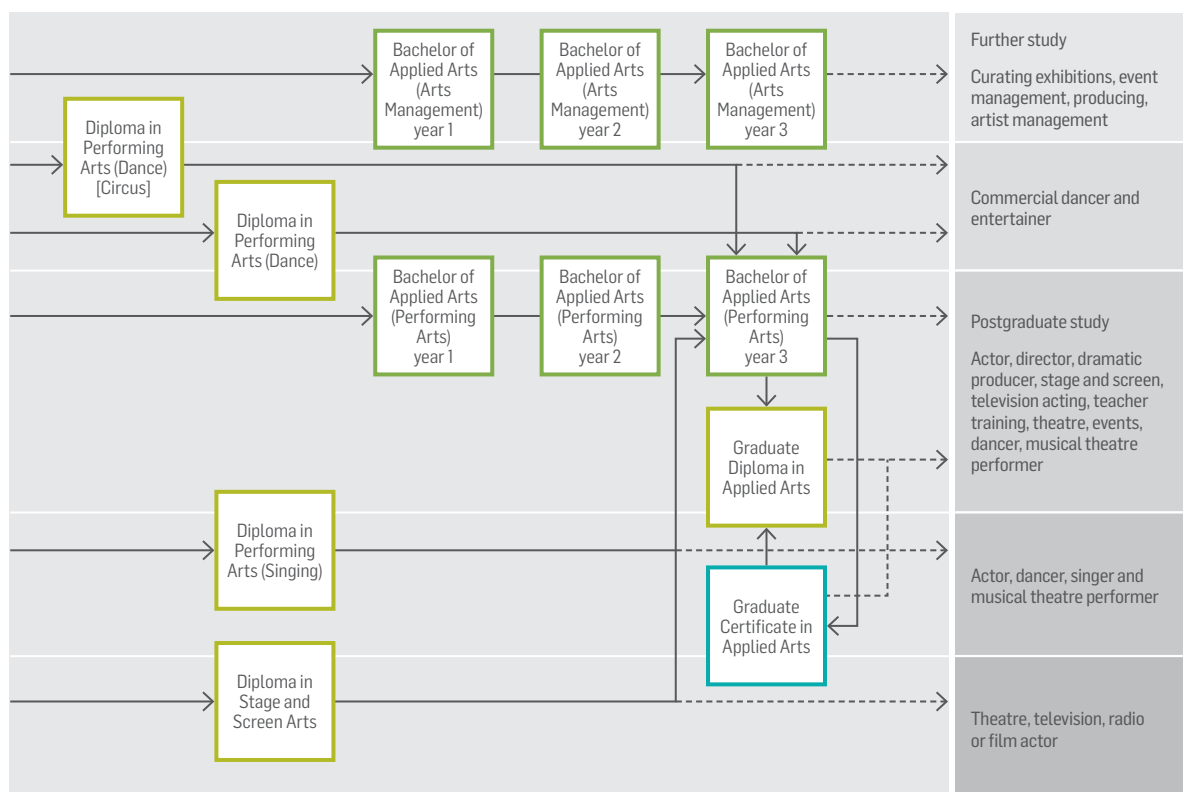 Bachelor of
Applied Arts
(Arts
Management)
year 1
Bachelor of
Applied Arts
(Arts
Management)
year 2
Bachelor of
Applied Arts
(Arts
Management)
year 3
Further study
Curating exhibitions, event
management, producing,
artist management
Diploma in
Performing
Arts (Dance)
[Circus]
Diploma in
Performing
Arts (Dance)
Commercial dancer and
entertainer
Bachelor of
Applied Arts
(Performing
Arts)
year 1
Bachelor of
Applied Arts
(Performing
Arts)
year 2
Bachelor of
Applied Arts
(Performing
Arts)
year 3
Postgraduate study
Actor, director, dramatic
producer, stage and screen,
television acting, teacher
training, theatre, events,
dancer, musical theatre
performer
Graduate
Diploma in
Applied Arts
Diploma in
Performing
Arts (Singing)
Graduate
Certificate in
Applied Arts
Actor, dancer, singer and
musical theatre performer
Diploma in
Stage and
Screen Arts
Theatre, television, radio
or film actor